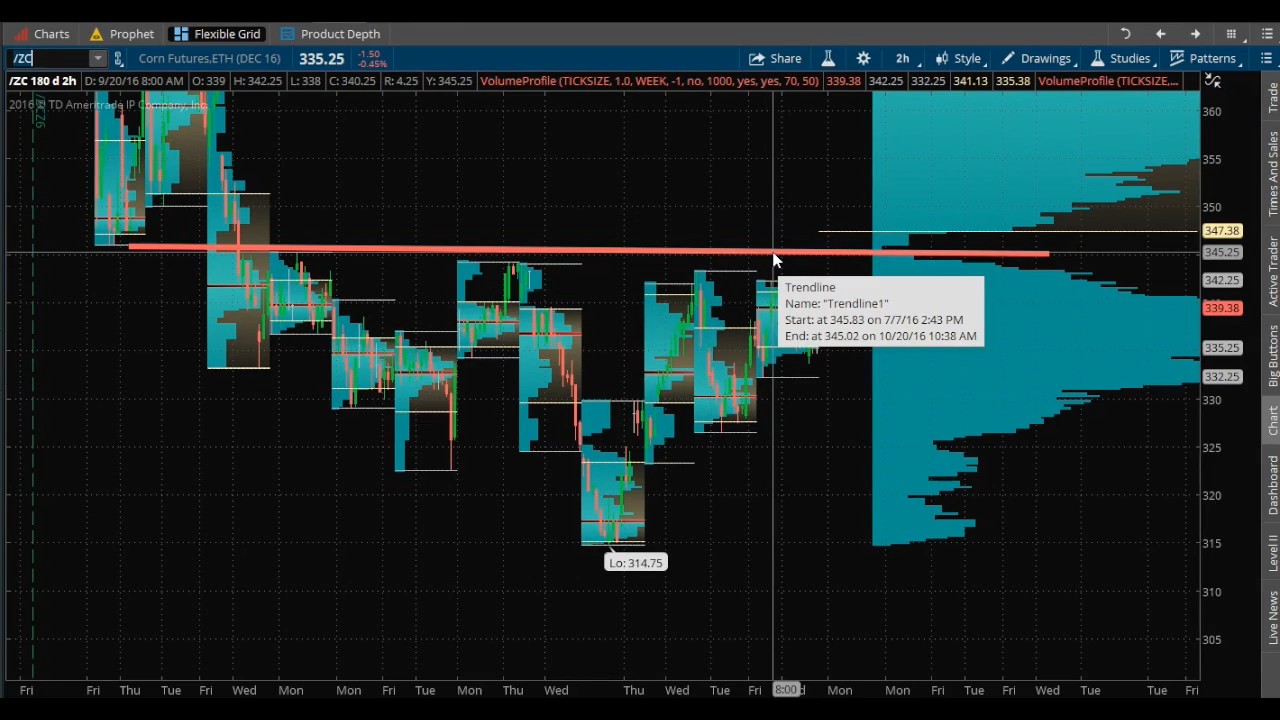 Charts Prophet Flexible Grid Product Depth
/ZC Corn Futures,ETH (DEC 16) 335.25 -1.50 -0.45% Share 2h Style Drawings Studies Patterns
/ZC 180 d 2h D: 9/20/16 8:00 AM O: 339 H: 342.25 L: 338 C: 340.25 R: 4.25 Y: 345.25 VolumeProfile (TICKSIZE, 1.0, WEEK, -1, no, 1000, yes, yes, 70, 50) 339.38 342.25 332.25 341.13 335.38 VolumeProfile (TICKSIZE,...
2016 © TD Ameritrade IP Company, Inc.
/ZCZ6
360
355
350
347.38
345.25
342.25
339.38
335.25
332.25
330
325
320
315
310
305
Trendline
Name: "Trendline1"
Start: at 345.83 on 7/7/16 2:43 PM
End: at 345.02 on 10/20/16 10:38 AM
Lo: 314.75
Fri Fri Thu Tue Fri Wed Mon Mon Fri Tue Mon Thu Wed Thu Wed Tue Fri 8:00 Mon Mon Fri Tue Fri Wed Tue Tue Fri
Trade
Times And Sales
Active Trader
Big Buttons
Chart
Dashboard
Level II
Live News